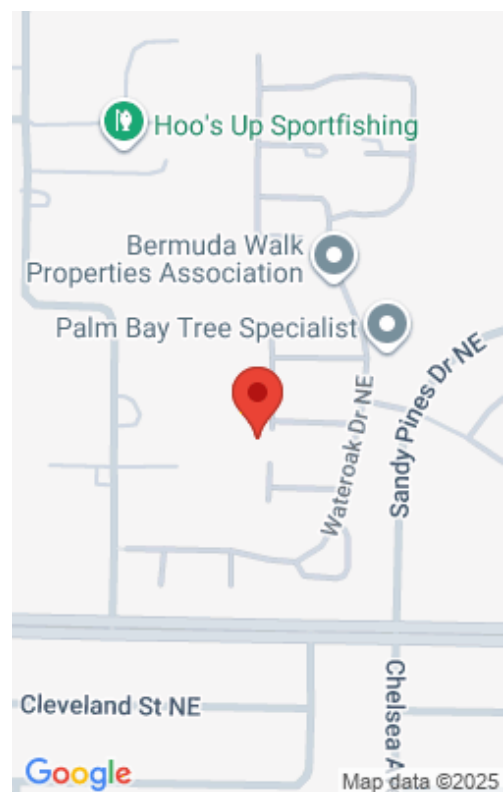 Hoo's Up Sportfishing
Bermuda Walk
Properties Association
Palm Bay Tree Specialist
Sandy Pines Dr NE
Wateroak Dr NE
Cleveland St NE
Chelsea A
Google
Map data ©2025